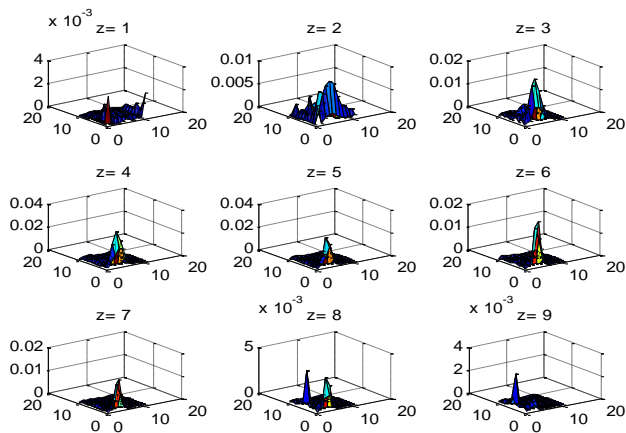 x 10⁻³
z= 1 z= 2 z= 3
4 0.01 0.02
2 0.005 0.01
0 0 0
20 20 20 20 20 20
10 10 10 10 10 10
0 0 0 0 0 0
z= 4 z= 5 z= 6
0.04 0.04 0.02
0.02 0.02 0.01
0 0 0
20 20 20 20 20 20
10 10 10 10 10 10
0 0 0 0 0 0
x 10⁻³ x 10⁻³
z= 7 z= 8 z= 9
0.02 5 4
0.01 2
0 0 0
20 20 20 20 20 20
10 10 10 10 10 10
0 0 0 0 0 0